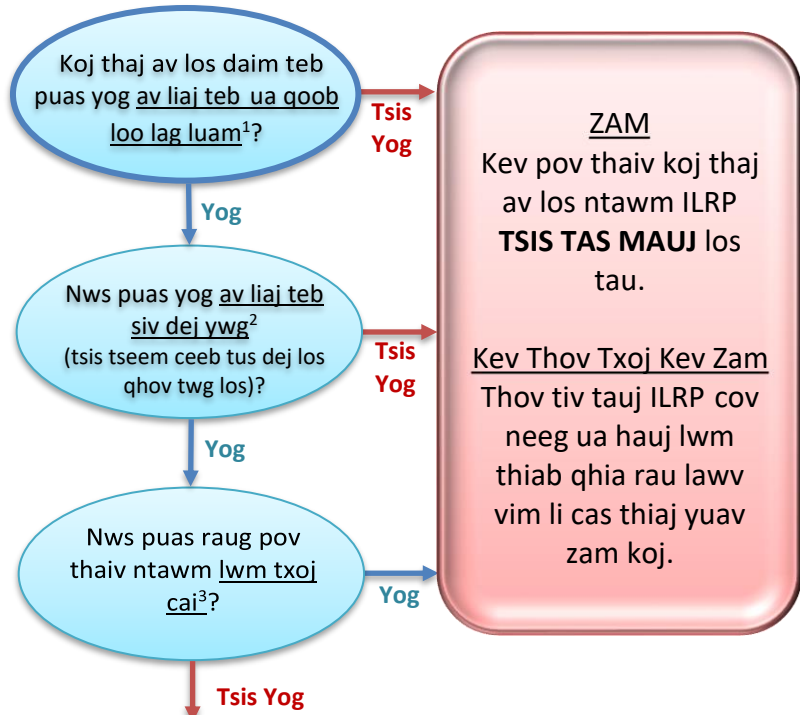 Koj thaj av los daim teb
puas yog av liaj teb ua qoob
loo lag luam¹?
Tsis
Yog
Yog
Nws puas yog av liaj teb
siv dej ywg²
(tsis tseem ceeb tus dej los
qhov twg los)?
Tsis
Yog
Yog
Nws puas raug pov
thaiv ntawm lwm txoj
cai³?
Yog
Tsis Yog
ZAM
Kev pov thaiv koj thaj
av los ntawm ILRP
TSIS TAS MAUJ los
tau.
Kev Thov Txoj Kev Zam
Thov tiv tauj ILRP cov
neeg ua hauj lwm
thiab qhia rau lawv
vim li cas thiaj yuav
zam koj.